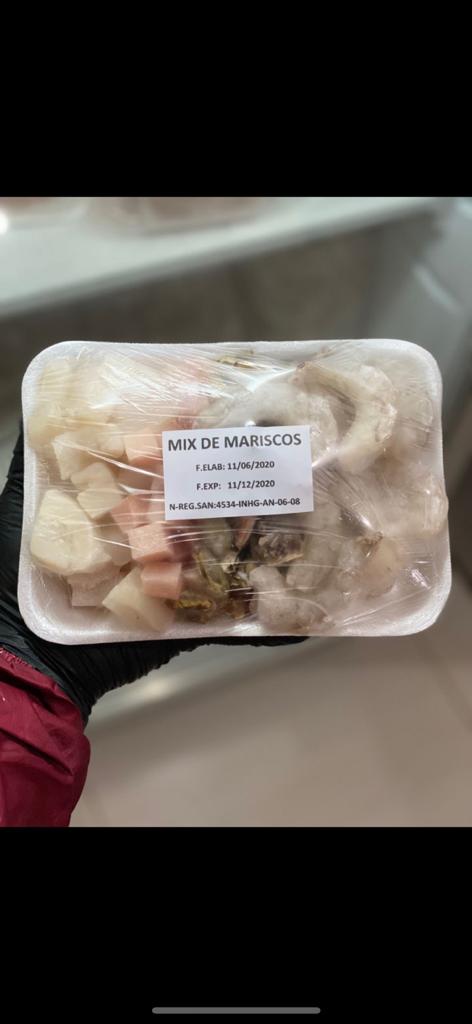 MIX DE MARISCOS
F.ELAB: 11/06/2020
F.EXP: 11/12/2020
N-REG.SAN:4534-INHG-AN-06-08